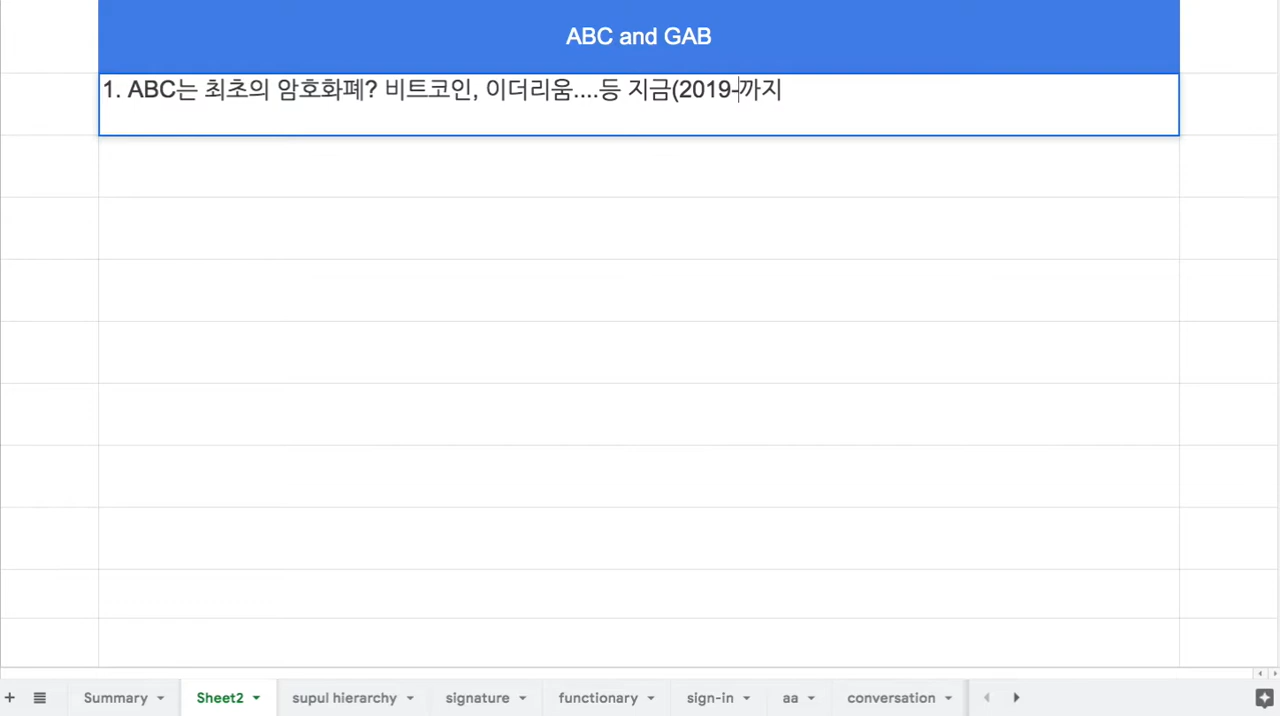 ABC and GAB
1. ABC는 최초의 암호화폐? 비트코인, 이더리움....등 지금(2019-까지
+ Summary Sheet2 supul hierarchy signature functionary sign-in aa conversation